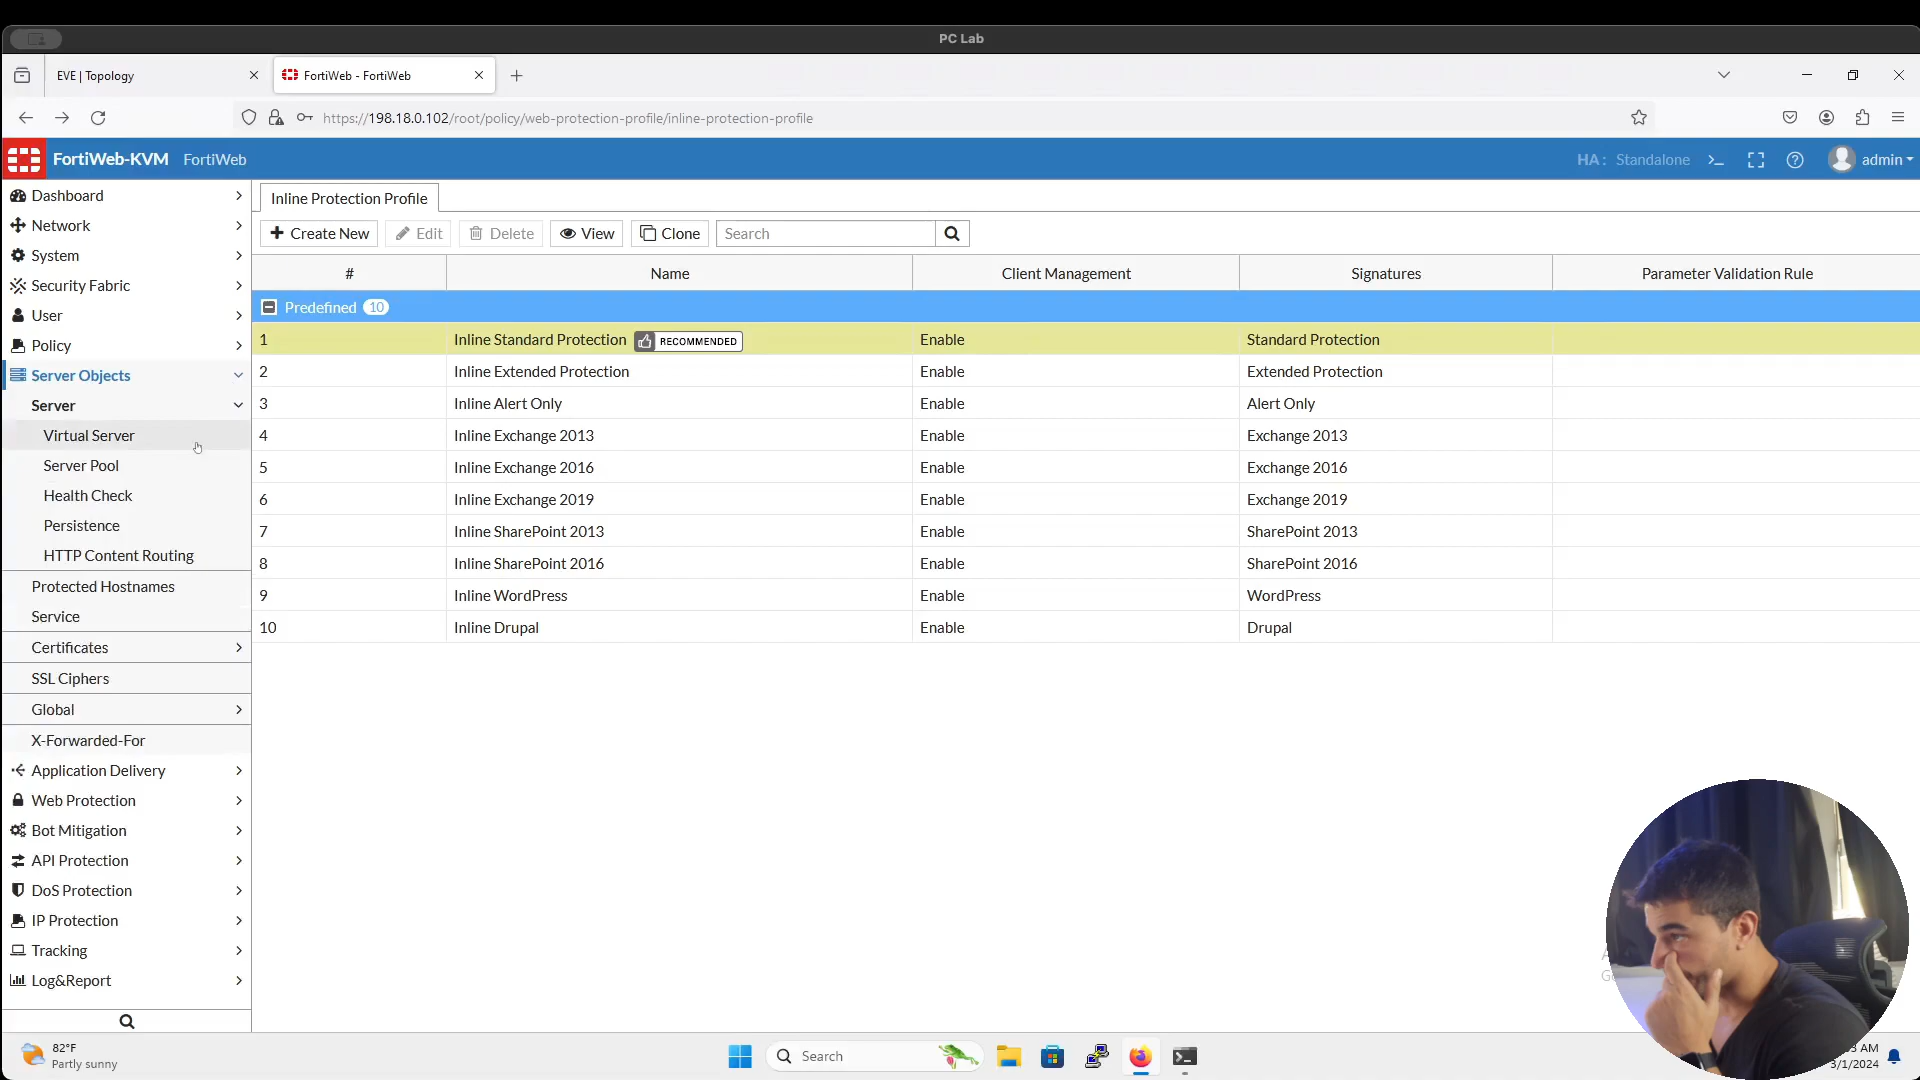 PC Lab
EVE | Topology
FortiWeb - FortiWeb
https://198.18.0.102/root/policy/web-protection-profile/inline-protection-profile
FortiWeb-KVM FortiWeb
HA: Standalone
admin
Dashboard
Network
System
Security Fabric
User
Policy
Server Objects
Server
Virtual Server
Server Pool
Health Check
Persistence
HTTP Content Routing
Protected Hostnames
Service
Certificates
SSL Ciphers
Global
X-Forwarded-For
Application Delivery
Web Protection
Bot Mitigation
API Protection
DoS Protection
IP Protection
Tracking
Log&Report
Inline Protection Profile
Create New Edit Delete View Clone Search
# Name Client Management Signatures Parameter Validation Rule
Predefined 10
1 Inline Standard Protection RECOMMENDED Enable Standard Protection
2 Inline Extended Protection Enable Extended Protection
3 Inline Alert Only Enable Alert Only
4 Inline Exchange 2013 Enable Exchange 2013
5 Inline Exchange 2016 Enable Exchange 2016
6 Inline Exchange 2019 Enable Exchange 2019
7 Inline SharePoint 2013 Enable SharePoint 2013
8 Inline SharePoint 2016 Enable SharePoint 2016
9 Inline WordPress Enable WordPress
10 Inline Drupal Enable Drupal
82°F
Partly sunny
Search
AM
3/1/2024